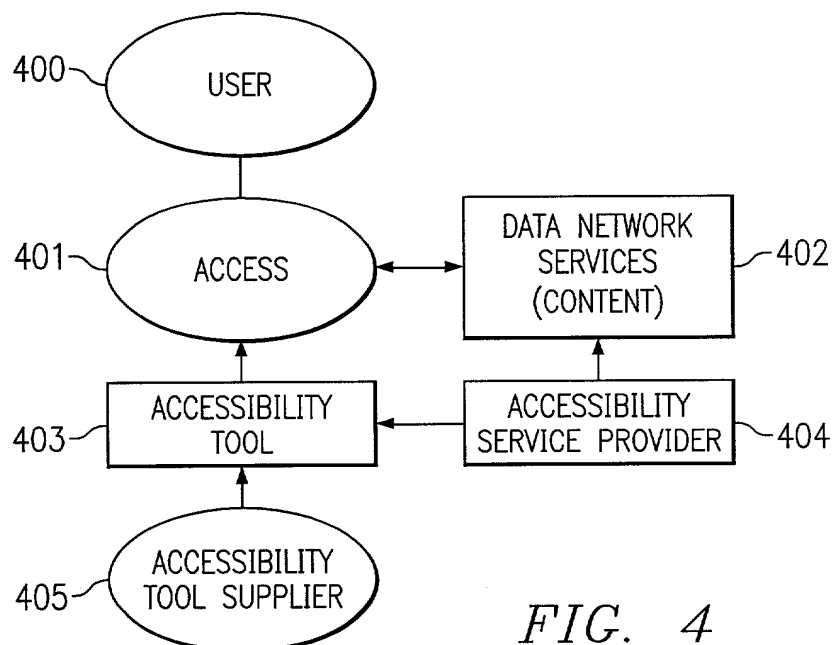 400
USER
401
ACCESS
DATA NETWORK
SERVICES
(CONTENT)
402
403
ACCESSIBILITY
TOOL
ACCESSIBILITY
SERVICE PROVIDER
404
405
ACCESSIBILITY
TOOL SUPPLIER
FIG. 4